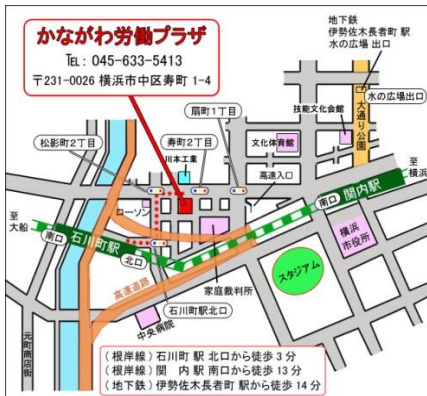 かながわ労働プラザ
TEL: 045-633-5413
〒231-0026 横浜市中区寿町 1-4
地下鉄
伊勢佐木長者町 駅
水の広場 出口
水の広場出口
大通り公園
技能文化会館
扇町1丁目
松影町2丁目
寿町2丁目
川本工業
文化体育館
高速入口
ローソン
至
横浜
関内駅
南口
至
大船
南口
石川町駅
北口
横浜
市役所
スタジアム
家庭裁判所
高速道路
石川町駅北口
中央病院
元町商店街
(根岸線) 石川町 駅 北口から徒歩 3 分
(根岸線) 関 内 駅 南口から徒歩 13 分
(地下鉄) 伊勢佐木長者町 駅から徒歩 14 分